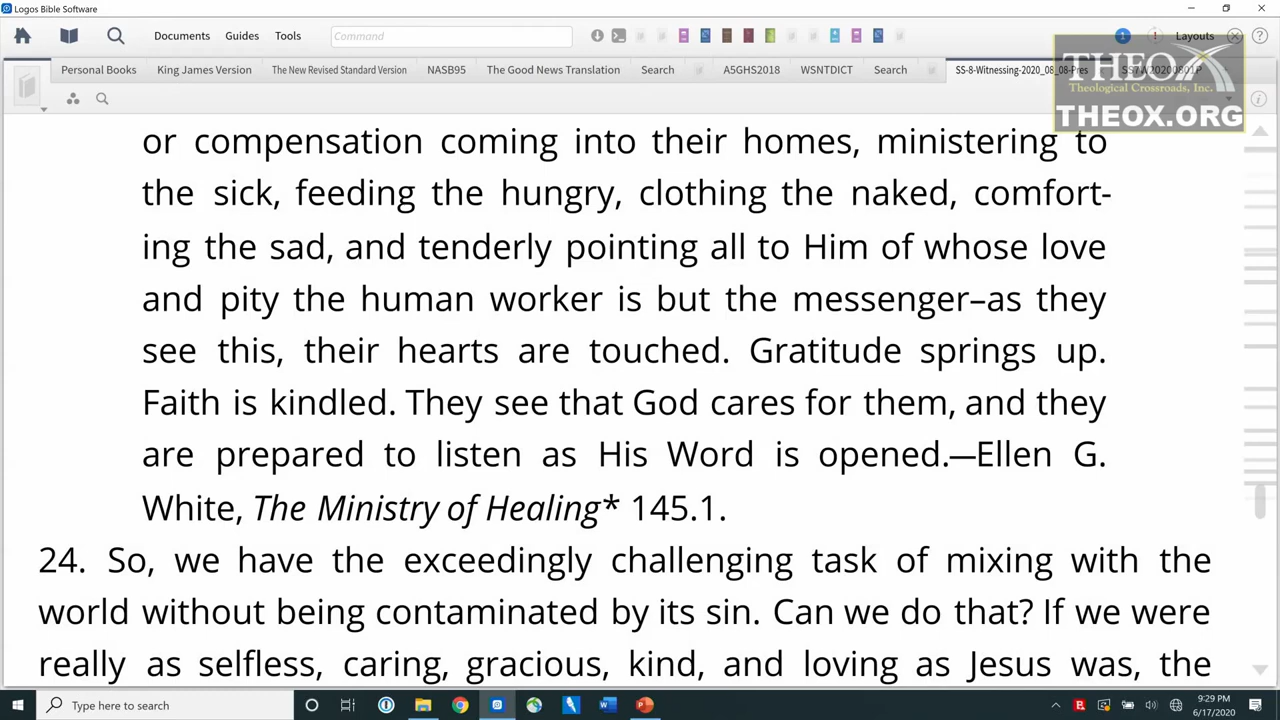 Logos Bible Software
Documents Guides Tools Command Layouts
Personal Books King James Version The New Revised Stan The Good News Translation Search ASGHS2018 WSNTDICT Search SS-8-Witnessing-2020_08_08-Pres SS7W20200801P
THEOX
Theological Crossroads, Inc.
THEOX.ORG
or compensation coming into their homes, ministering to
the sick, feeding the hungry, clothing the naked, comfort-
ing the sad, and tenderly pointing all to Him of whose love
and pity the human worker is but the messenger–as they
see this, their hearts are touched. Gratitude springs up.
Faith is kindled. They see that God cares for them, and they
are prepared to listen as His Word is opened.—Ellen G.
White, The Ministry of Healing* 145.1.
24. So, we have the exceedingly challenging task of mixing with the
world without being contaminated by its sin. Can we do that? If we were
really as selfless, caring, gracious, kind, and loving as Jesus was, the
Type here to search
9:29 PM
6/17/2020